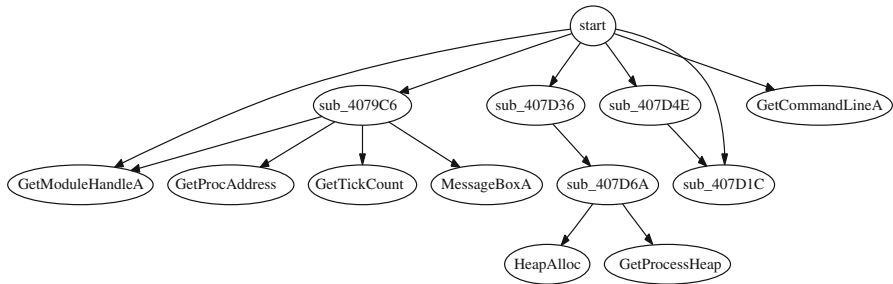 start
sub_4079C6
sub_407D36
sub_407D4E
GetCommandLineA
GetModuleHandleA
GetProcAddress
GetTickCount
MessageBoxA
sub_407D6A
sub_407D1C
HeapAlloc
GetProcessHeap